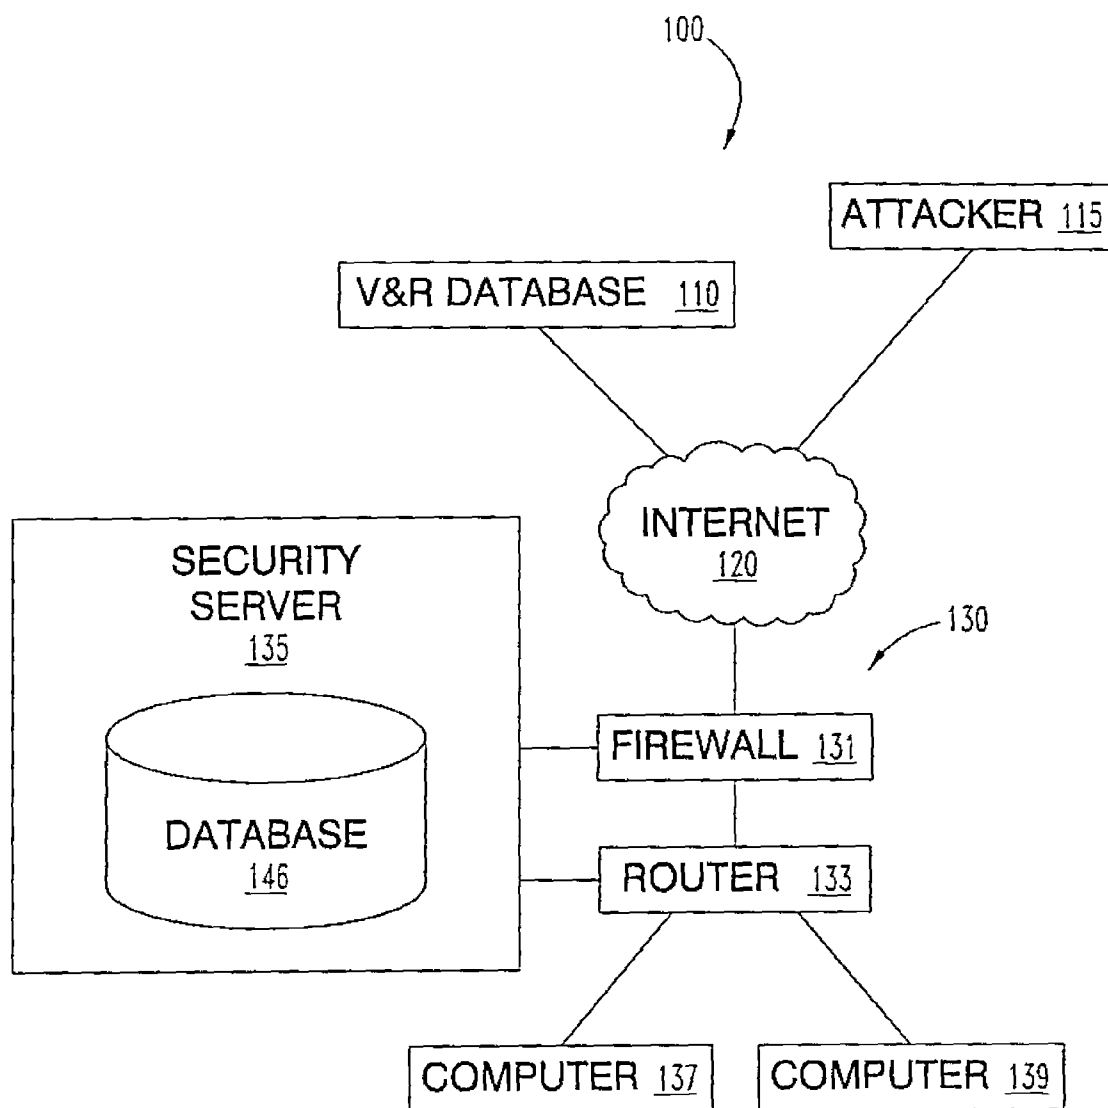 100
ATTACKER 115
V&R DATABASE 110
INTERNET
120
SECURITY
SERVER
135
130
FIREWALL 131
DATABASE
146
ROUTER 133
COMPUTER 137
COMPUTER 139